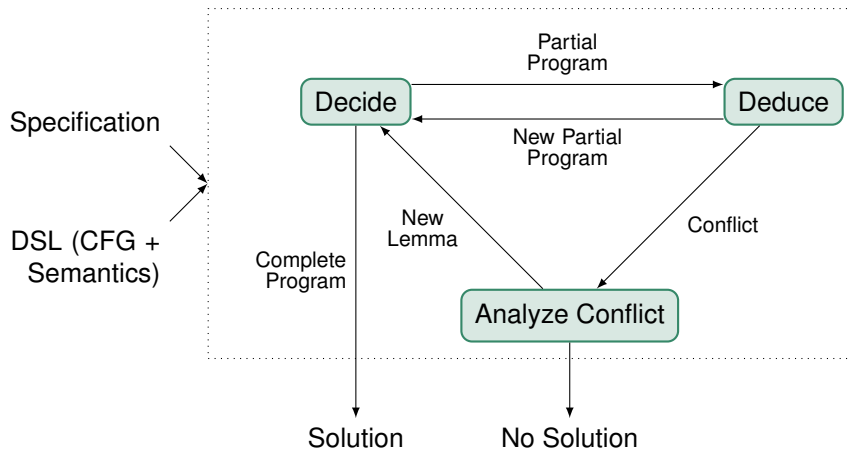 Partial
Program
Decide
Deduce
Specification
New Partial
Program
New
Lemma
Conflict
DSL (CFG +
Semantics)
Complete
Program
Analyze Conflict
Solution
No Solution